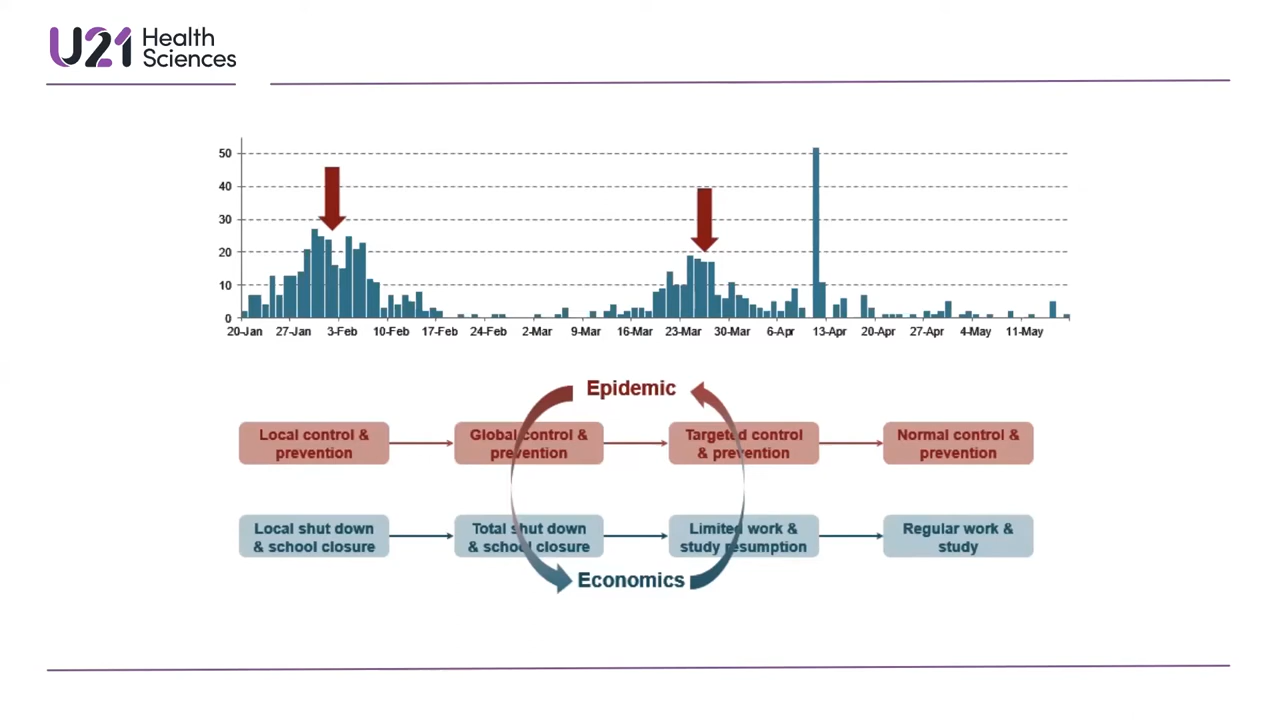 U21 Health
Sciences
50
40
30
20
10
0
20-Jan 27-Jan 3-Feb 10-Feb 17-Feb 24-Feb 2-Mar 9-Mar 16-Mar 23-Mar 30-Mar 6-Apr 13-Apr 20-Apr 27-Apr 4-May 11-May
Epidemic
Local control &
prevention
Global control &
prevention
Targeted control
& prevention
Normal control &
prevention
Local shut down
& school closure
Total shut down
& school closure
Limited work &
study resumption
Regular work &
study
Economics